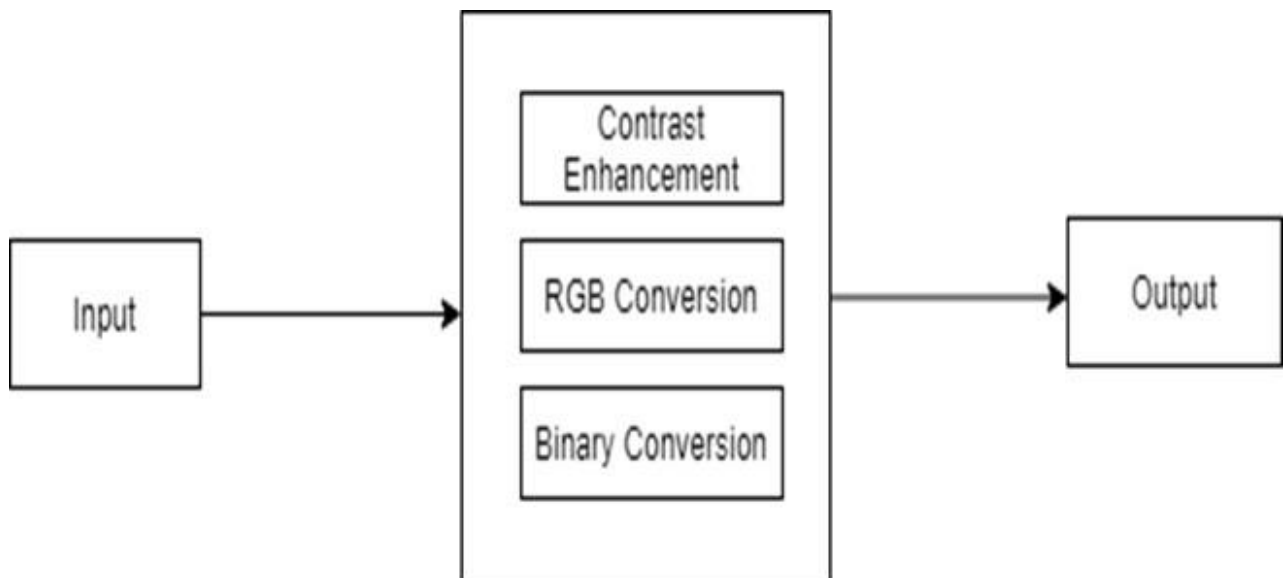 Input
Contrast
Enhancement
RGB Conversion
Binary Conversion
Output